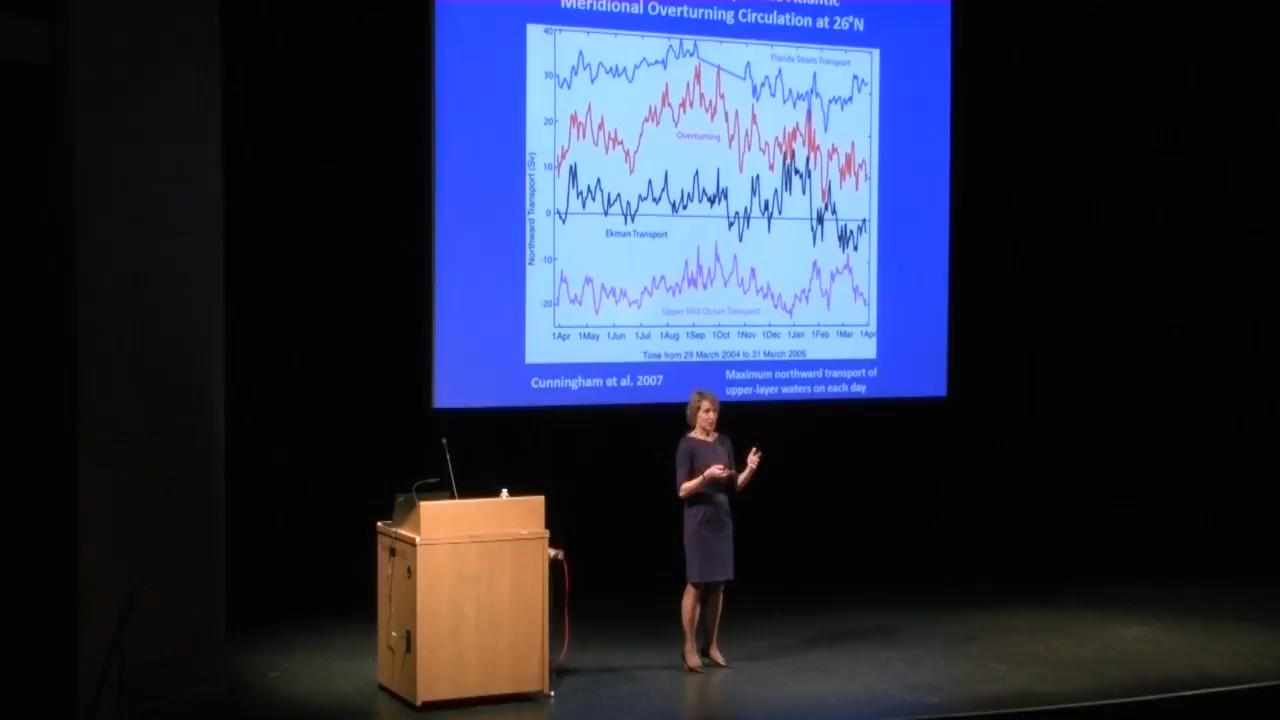 Atlantic
Meridional Overturning Circulation at 26°N
40
Florida Straits Transport
30
20
Overturning
10
0
Ekman Transport
-10
-20
Upper Mid-Ocean Transport
Northward Transport (Sv)
1Apr 1May 1Jun 1Jul 1Aug 1Sep 1Oct 1Nov 1Dec 1Jan 1Feb 1Mar 1Apr
Time from 29 March 2004 to 31 March 2005
Cunningham et al. 2007
Maximum northward transport of
upper-layer waters on each day